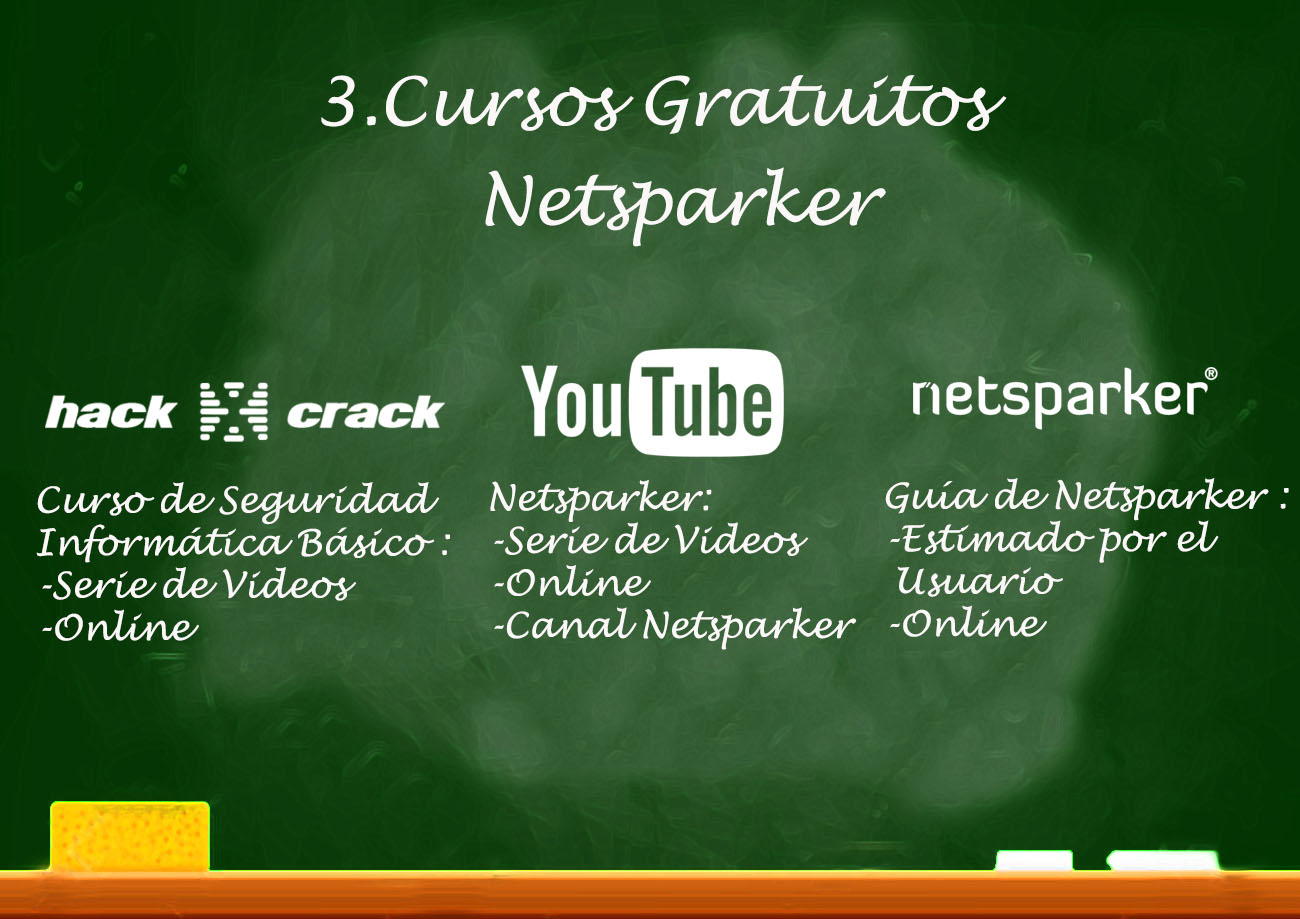 3.Cursos Gratuitos
Netsparker
hack crack
Curso de Seguridad
Informática Básico :
-Serie de Videos
-Online
YouTube
Netsparker:
-Serie de Videos
-Online
-Canal Netsparker
netsparker®
Guía de Netsparker :
-Estimado por el
Usuario
-Online